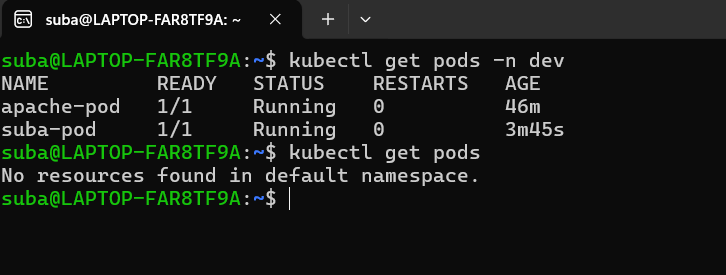 suba@LAPTOP-FAR8TF9A: ~
suba@LAPTOP-FAR8TF9A:~$ kubectl get pods -n dev
NAME         READY   STATUS    RESTARTS   AGE
apache-pod   1/1     Running   0          46m
suba-pod     1/1     Running   0          3m45s
suba@LAPTOP-FAR8TF9A:~$ kubectl get pods
No resources found in default namespace.
suba@LAPTOP-FAR8TF9A:~$